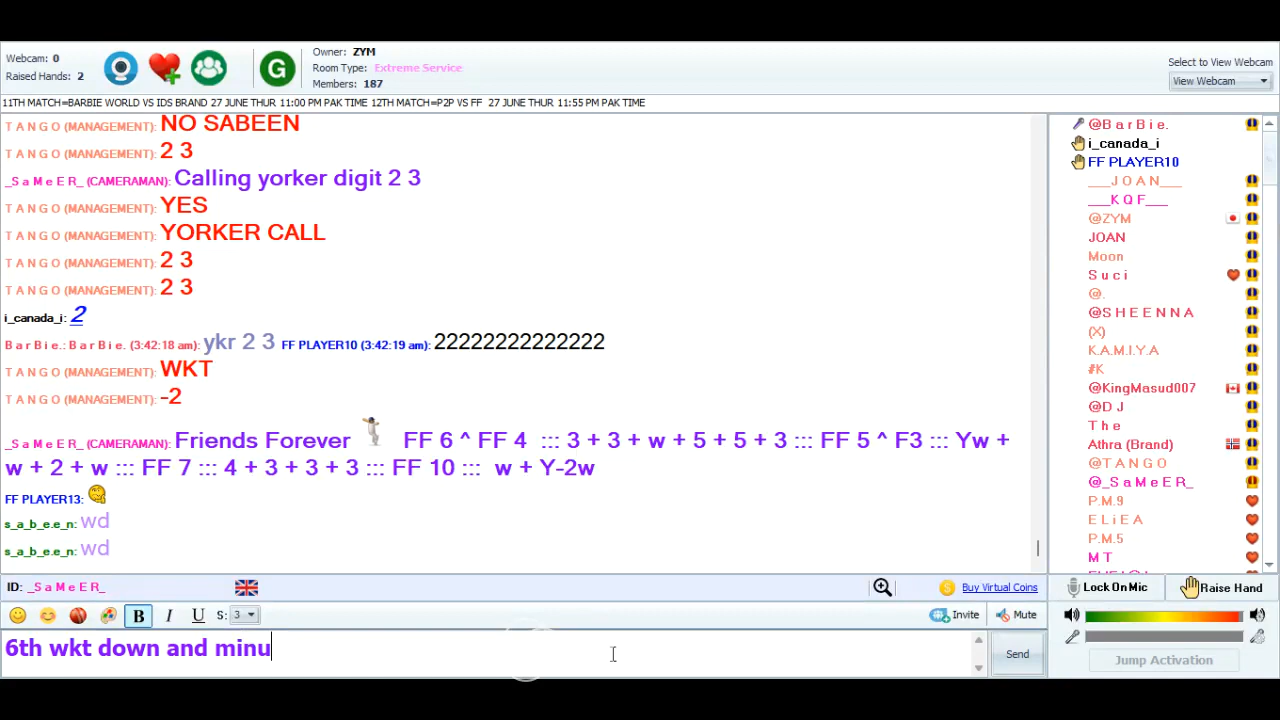 Webcam: 0
Raised Hands: 2
G
Owner: ZYM
Room Type: Extreme Service
Members: 187
Select to View Webcam
View Webcam
11TH MATCH=BARBIE WORLD VS IDS BRAND 27 JUNE THUR 11:00 PM PAK TIME 12TH MATCH=P2P VS FF 27 JUNE THUR 11:55 PM PAK TIME
T A N G O (MANAGEMENT): NO SABEEN
T A N G O (MANAGEMENT): 2 3
_S a M e E R_ (CAMERAMAN): Calling yorker digit 2 3
T A N G O (MANAGEMENT): YES
T A N G O (MANAGEMENT): YORKER CALL
T A N G O (MANAGEMENT): 2 3
T A N G O (MANAGEMENT): 2 3
i_canada_i: 2
B a r B i e.: B a r B i e. (3:42:18 am): ykr 2 3 FF PLAYER10 (3:42:19 am): 2222222222222
T A N G O (MANAGEMENT): WKT
T A N G O (MANAGEMENT): -2
_S a M e E R_ (CAMERAMAN): Friends Forever FF 6 ^ FF 4 ::: 3 + 3 + w + 5 + 5 + 3 ::: FF 5 ^ F3 ::: Yw +
w + 2 + w ::: FF 7 ::: 4 + 3 + 3 + 3 ::: FF 10 ::: w + Y-2w
FF PLAYER13:
s_a_b_e.e_n: wd
s_a_b_e.e_n: wd
@B a r B i e.
i_canada_i
FF PLAYER10
___J O A N___
___K Q F___
@ZYM
JOAN
Moon
S u c i
@.
@S H E E N N A
(X)
K.A.M.I.Y.A
#K
@KingMasud007
@D J
T h e
Athra (Brand)
@T A N G O
@_S a M e E R_
P.M.9
E L i E A
P.M.5
M T
ID: _S a M e E R_
Buy Virtual Coins
Lock On Mic
Raise Hand
B I U S: 3
Invite
Mute
6th wkt down and minu
Send
Jump Activation